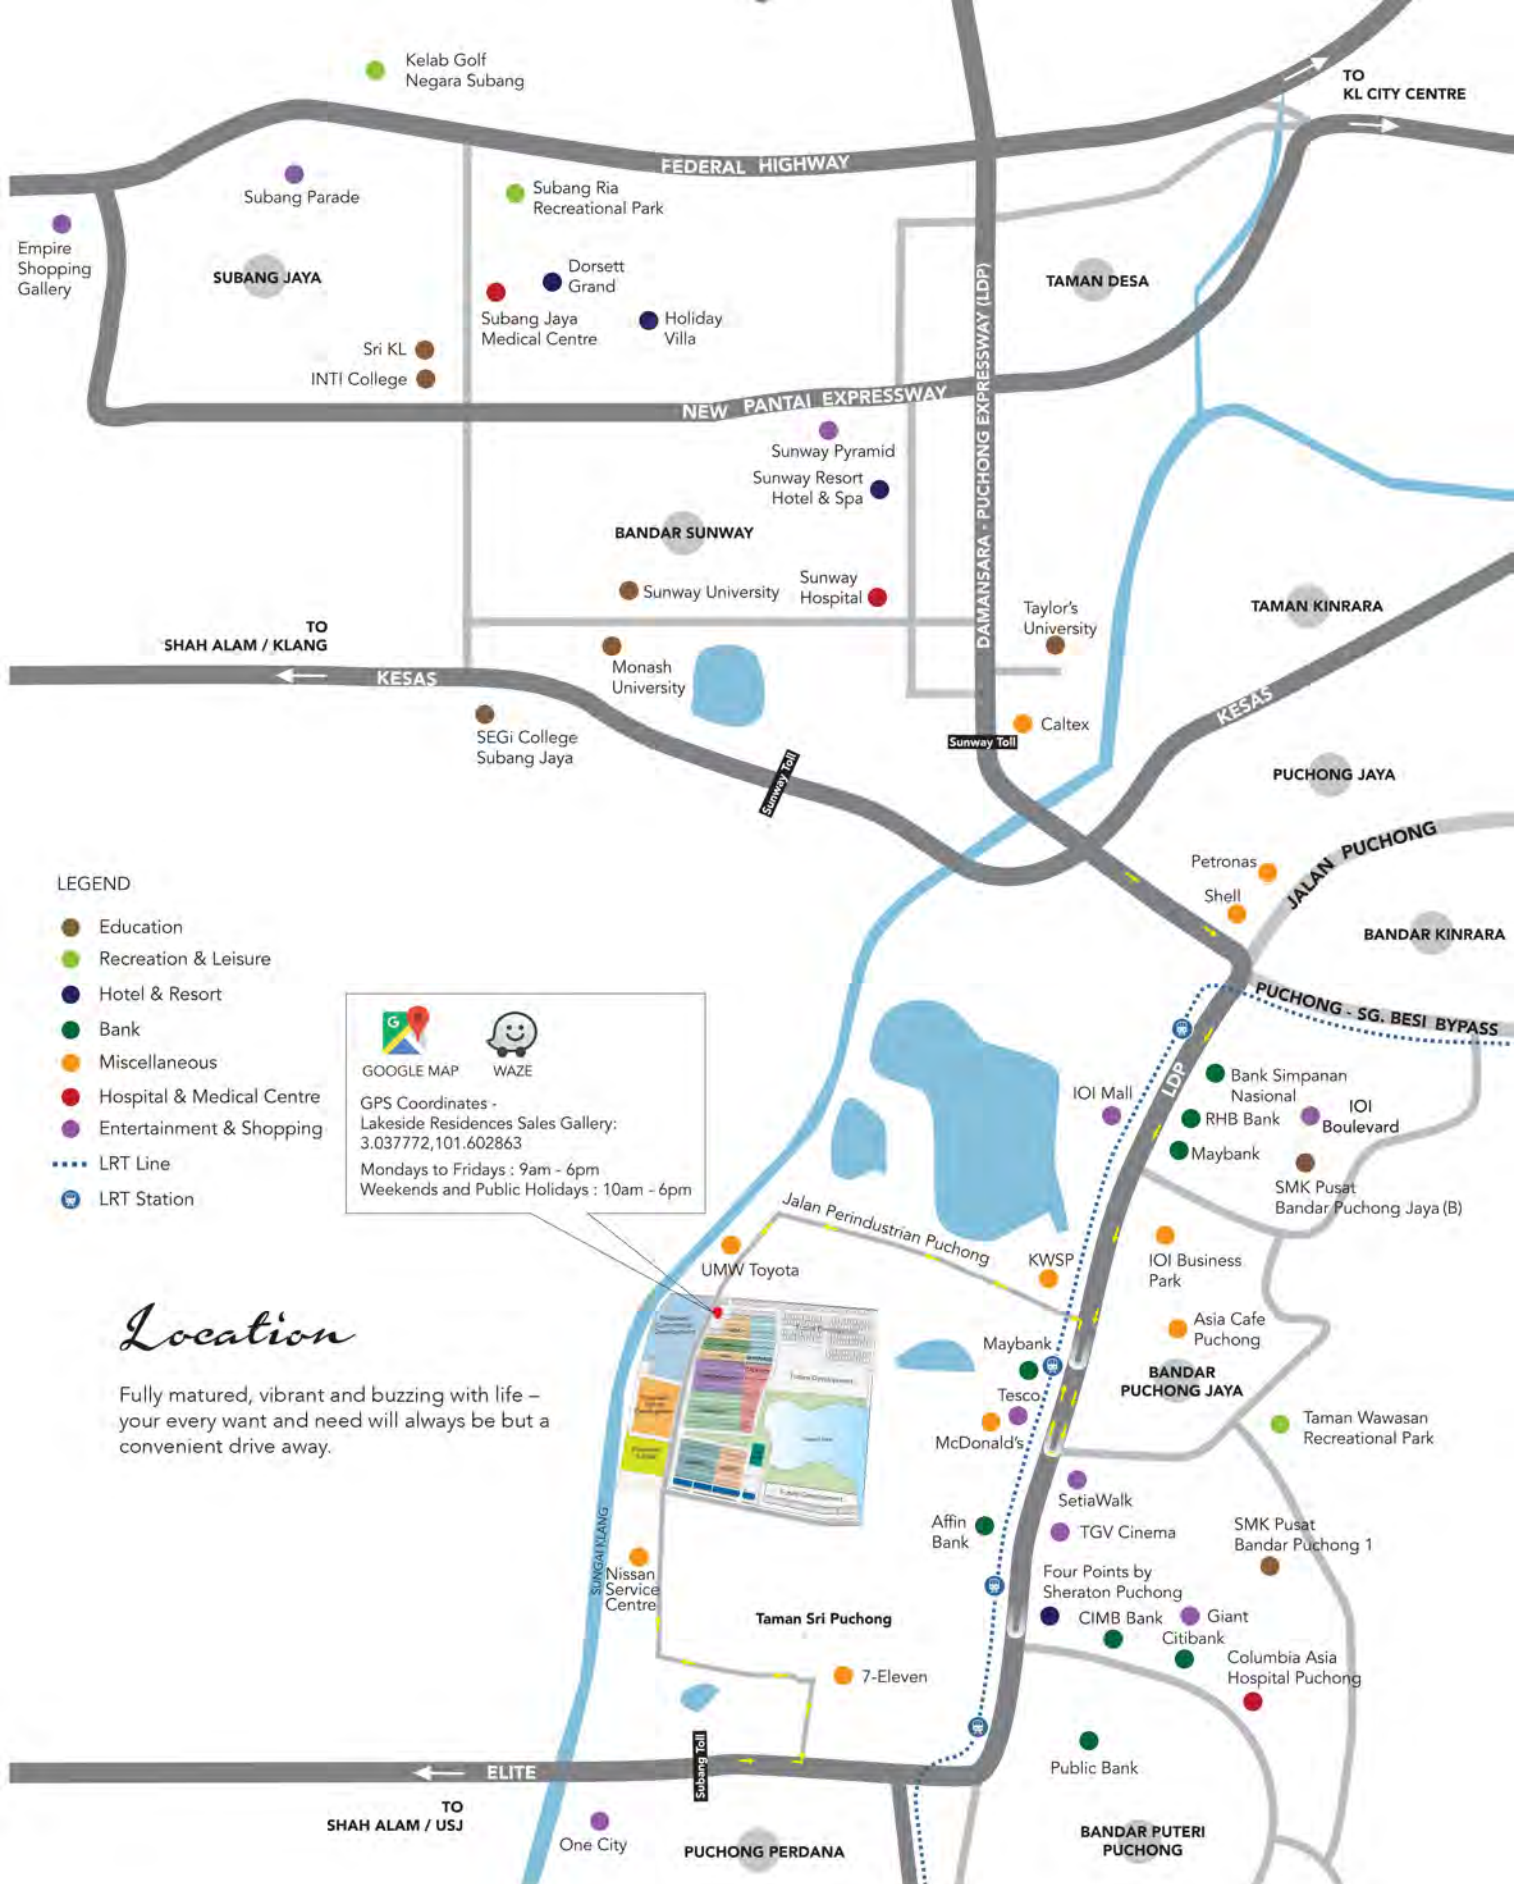 Kelab Golf
Negara Subang
TO
KL CITY CENTRE
FEDERAL HIGHWAY
Subang Parade
Subang Ria
Recreational Park
Empire
Shopping
Gallery
SUBANG JAYA
Dorsett
Grand
TAMAN DESA
Subang Jaya
Medical Centre
Holiday
Villa
Sri KL
INTI College
NEW PANTAI EXPRESSWAY
DAMANSARA - PUCHONG EXPRESSWAY (LDP)
Sunway Pyramid
Sunway Resort
Hotel & Spa
BANDAR SUNWAY
Sunway University
Sunway
Hospital
Taylor's
University
TAMAN KINRARA
TO
SHAH ALAM / KLANG
KESAS
Monash
University
KESAS
SEGi College
Subang Jaya
Caltex
Sunway Toll
Sunway Toll
PUCHONG JAYA
JALAN PUCHONG
Petronas
Shell
BANDAR KINRARA
PUCHONG - SG. BESI BYPASS
LEGEND
Education
Recreation & Leisure
Hotel & Resort
Bank
Miscellaneous
Hospital & Medical Centre
Entertainment & Shopping
LRT Line
LRT Station
G
GOOGLE MAP
WAZE
GPS Coordinates -
Lakeside Residences Sales Gallery:
3.037772,101.602863
Mondays to Fridays : 9am - 6pm
Weekends and Public Holidays : 10am - 6pm
LDP
IOI Mall
Bank Simpanan
Nasional
RHB Bank
IOI
Boulevard
Maybank
SMK Pusat
Bandar Puchong Jaya (B)
Jalan Perindustrian Puchong
UMW Toyota
KWSP
IOI Business
Park
Asia Cafe
Puchong
Maybank
BANDAR
PUCHONG JAYA
Tesco
McDonald's
Taman Wawasan
Recreational Park
Location
Fully matured, vibrant and buzzing with life –
your every want and need will always be but a
convenient drive away.
SetiaWalk
Affin
Bank
TGV Cinema
SMK Pusat
Bandar Puchong 1
SUNGAI KLANG
Nissan
Service
Centre
Four Points by
Sheraton Puchong
CIMB Bank
Giant
Citibank
Taman Sri Puchong
Columbia Asia
Hospital Puchong
7-Eleven
Public Bank
Subang Toll
ELITE
TO
SHAH ALAM / USJ
One City
PUCHONG PERDANA
BANDAR PUTERI
PUCHONG